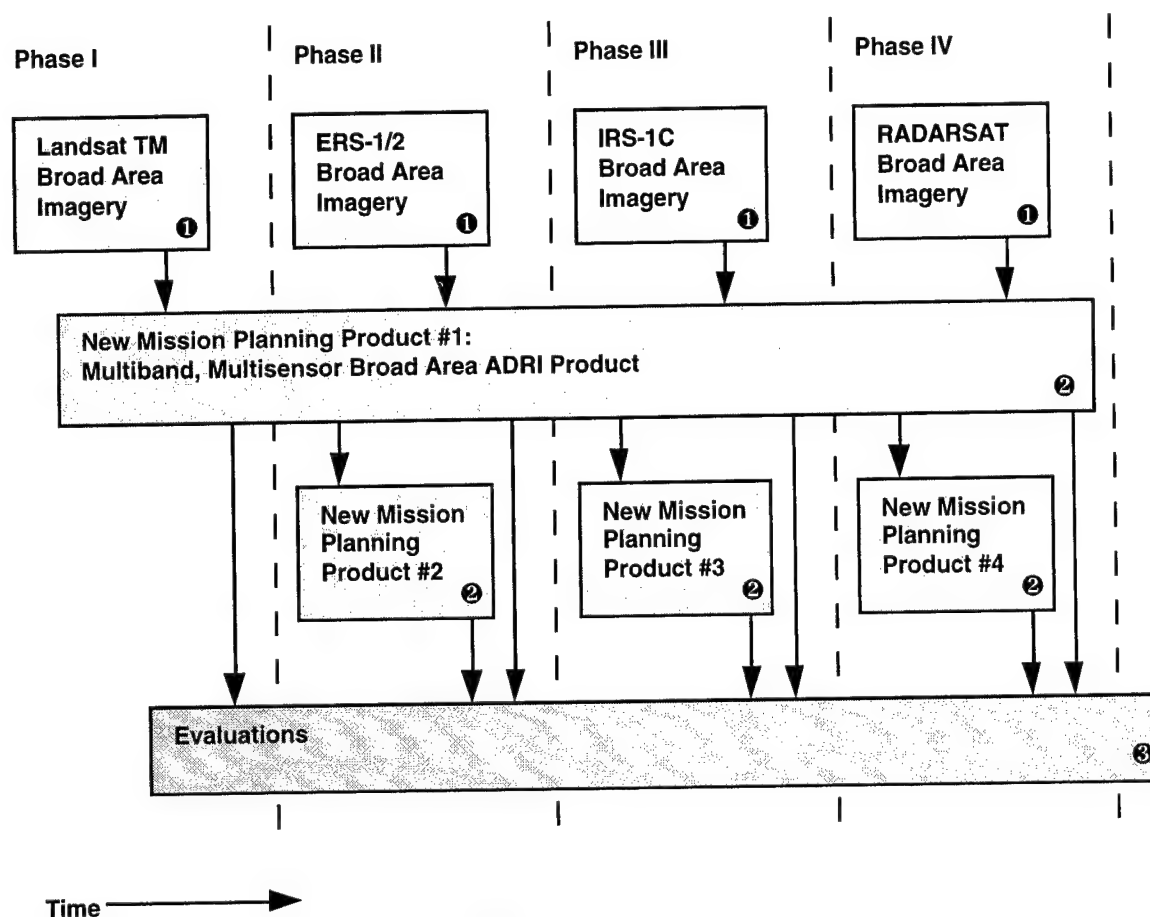 Phase I
Phase II
Phase III
Phase IV
Landsat TM
Broad Area
Imagery
❶
ERS-1/2
Broad Area
Imagery
❶
IRS-1C
Broad Area
Imagery
❶
RADARSAT
Broad Area
Imagery
❶
New Mission Planning Product #1:
Multiband, Multisensor Broad Area ADRI Product
❷
New Mission
Planning
Product #2
❷
New Mission
Planning
Product #3
❷
New Mission
Planning
Product #4
❷
Evaluations
❸
Time